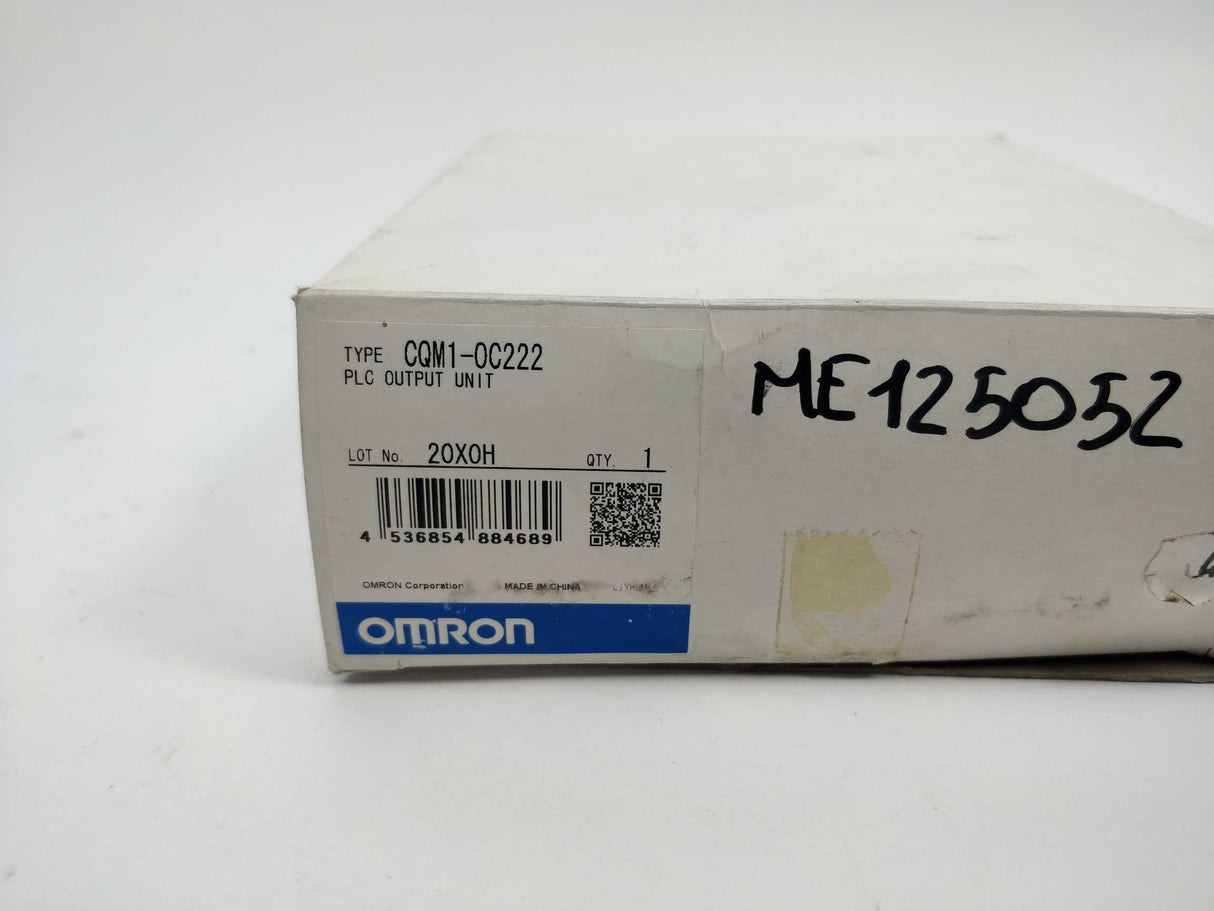 TYPE CQM1-OC222
PLC OUTPUT UNIT
LOT No. 20X0H QTY. 1
4 536854 884689
OMRON Corporation MADE IN CHINA
OMRON
ME125052